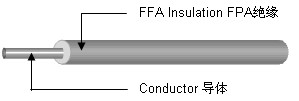 FFA Insulation FPA绝缘
Conductor 导体